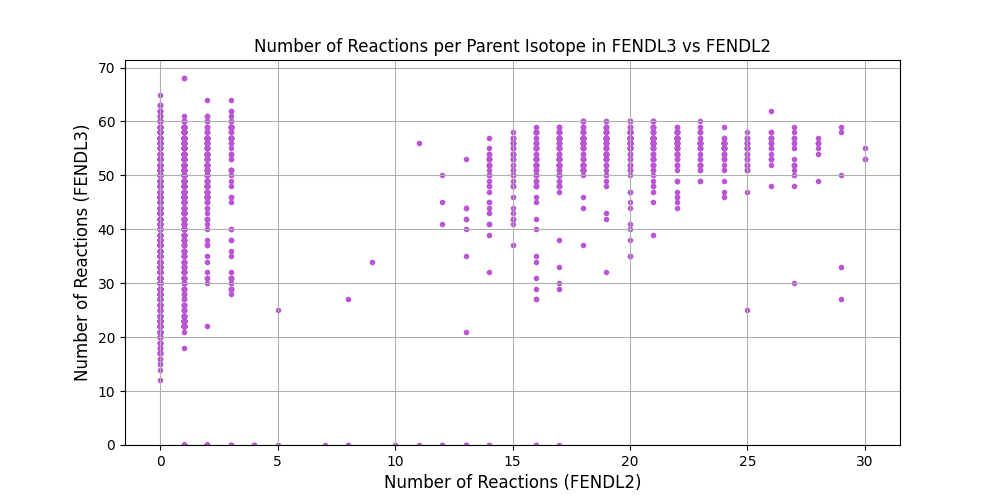 Number of Reactions per Parent Isotope in FENDL3 vs FENDL2
70
60
50
40
30
20
10
0
Number of Reactions (FENDL3)
0 5 10 15 20 25 30
Number of Reactions (FENDL2)